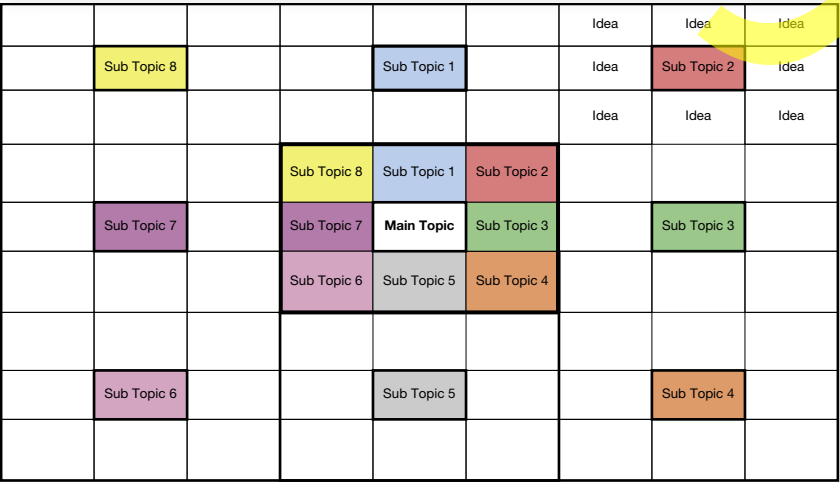 Idea Idea Idea
Sub Topic 8 Sub Topic 1 Idea Sub Topic 2 Idea
Idea Idea Idea
Sub Topic 8 Sub Topic 1 Sub Topic 2
Sub Topic 7 Sub Topic 7 Main Topic Sub Topic 3 Sub Topic 3
Sub Topic 6 Sub Topic 5 Sub Topic 4
Sub Topic 6 Sub Topic 5 Sub Topic 4